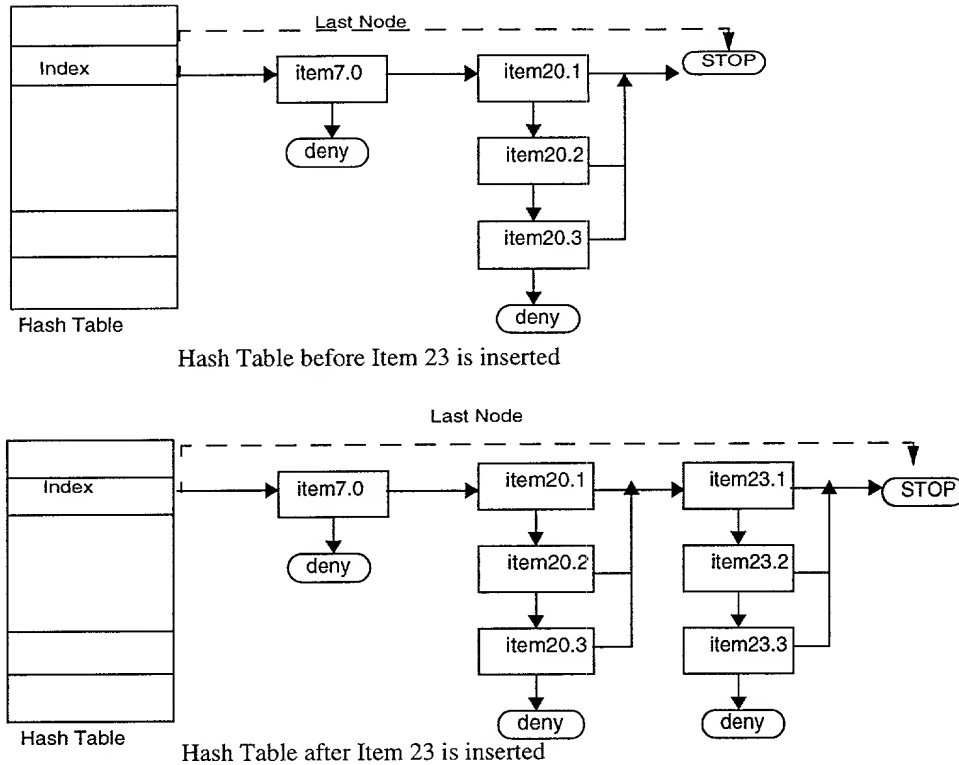 Last Node
Index
item7.0
item20.1
STOP
deny
item20.2
item20.3
deny
Hash Table
Hash Table before Item 23 is inserted
Last Node
Index
item7.0
item20.1
item23.1
STOP
deny
item20.2
item23.2
item20.3
item23.3
deny
deny
Hash Table
Hash Table after Item 23 is inserted